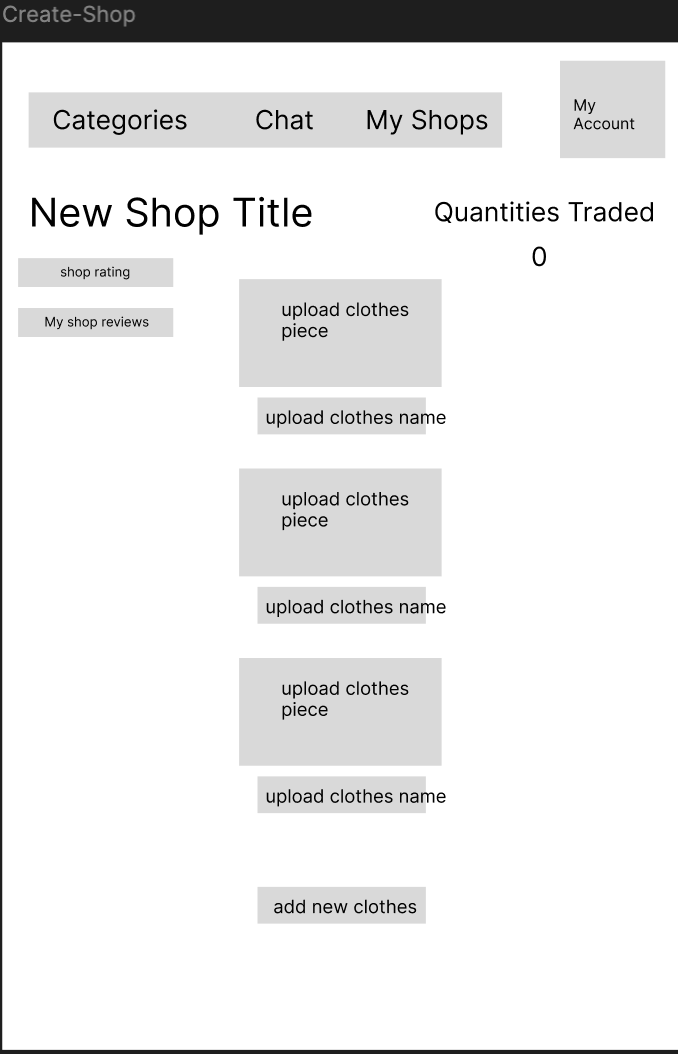 Create-Shop
Categories Chat My Shops
My
Account
New Shop Title
Quantities Traded
0
shop rating
My shop reviews
upload clothes
piece
upload clothes name
upload clothes
piece
upload clothes name
upload clothes
piece
upload clothes name
add new clothes